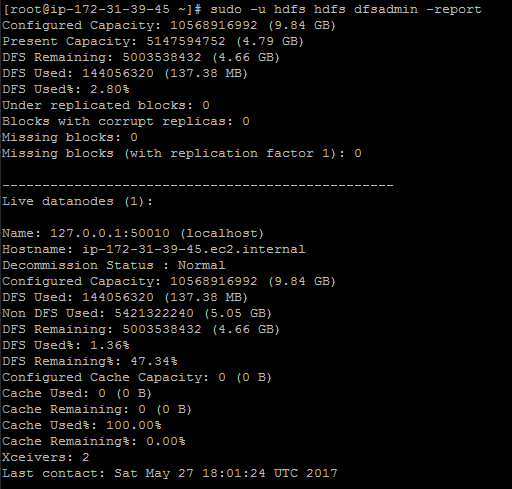 [root@ip-172-31-39-45 ~]# sudo -u hdfs hdfs dfsadmin -report
Configured Capacity: 10568916992 (9.84 GB)
Present Capacity: 5147594752 (4.79 GB)
DFS Remaining: 5003538432 (4.66 GB)
DFS Used: 144056320 (137.38 MB)
DFS Used%: 2.80%
Under replicated blocks: 0
Blocks with corrupt replicas: 0
Missing blocks: 0
Missing blocks (with replication factor 1): 0
-------------------------------------------------
Live datanodes (1):
Name: 127.0.0.1:50010 (localhost)
Hostname: ip-172-31-39-45.ec2.internal
Decommission Status : Normal
Configured Capacity: 10568916992 (9.84 GB)
DFS Used: 144056320 (137.38 MB)
Non DFS Used: 5421322240 (5.05 GB)
DFS Remaining: 5003538432 (4.66 GB)
DFS Used%: 1.36%
DFS Remaining%: 47.34%
Configured Cache Capacity: 0 (0 B)
Cache Used: 0 (0 B)
Cache Remaining: 0 (0 B)
Cache Used%: 100.00%
Cache Remaining%: 0.00%
Xceivers: 2
Last contact: Sat May 27 18:01:24 UTC 2017